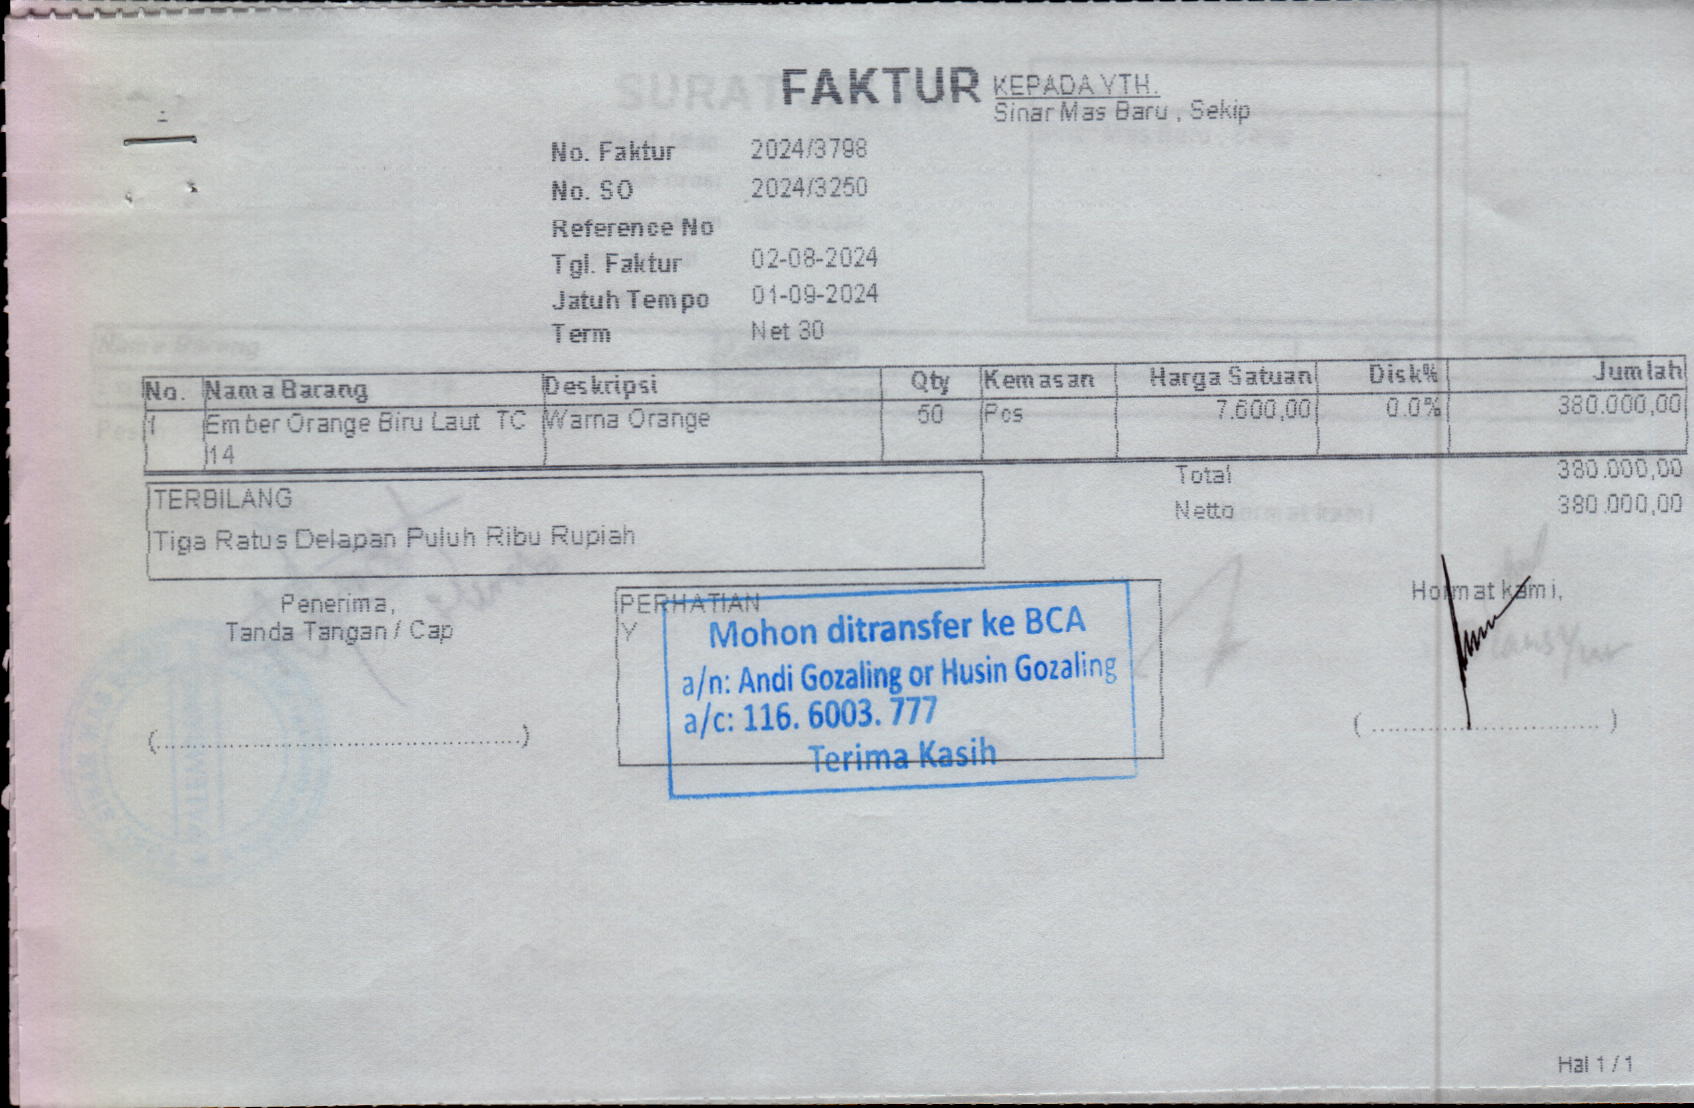 FAKTUR
KEPADA YTH.
Sinar Mas Baru , Sekip
No. Faktur 2024/3798
No. SO 2024/3250
Reference No
Tgl. Faktur 02-08-2024
Jatuh Tempo 01-09-2024
Term Net 30
No. Nama Barang Deskripsi Qty Kemasan Harga Satuan Disk% Jumlah
1 Ember Orange Biru Laut TC Warna Orange 50 Pcs 7.600,00 0.0% 380.000,00
14
Total 380.000,00
Netto 380.000,00
TERBILANG
Tiga Ratus Delapan Puluh Ribu Rupiah
Penerima,
Tanda Tangan / Cap
(.....................................................)
PERHATIAN
Y
Mohon ditransfer ke BCA
a/n: Andi Gozaling or Husin Gozaling
a/c: 116. 6003. 777
Terima Kasih
Hormat kami,
( ................................. )
Hal 1 / 1